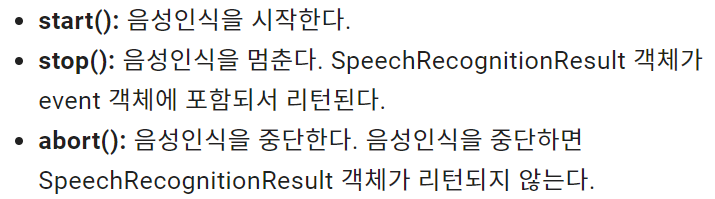 • start(): 음성인식을 시작한다.
• stop(): 음성인식을 멈춘다. SpeechRecognitionResult 객체가
event 객체에 포함되서 리턴된다.
• abort(): 음성인식을 중단한다. 음성인식을 중단하면
SpeechRecognitionResult 객체가 리턴되지 않는다.